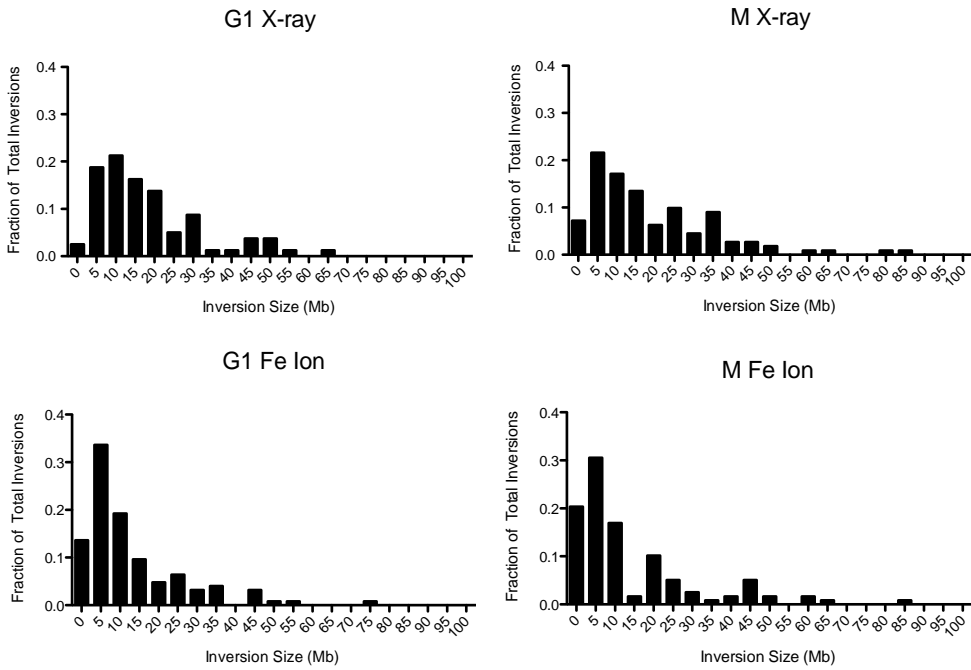 G1 X-ray
0.4
0.3
0.2
0.1
0.0
Fraction of Total Inversions
0 5 10 15 20 25 30 35 40 45 50 55 60 65 70 75 80 85 90 95 100
Inversion Size (Mb)
M X-ray
0.4
0.3
0.2
0.1
0.0
Fraction of Total Inversions
0 5 10 15 20 25 30 35 40 45 50 55 60 65 70 75 80 85 90 95 100
Inversion Size (Mb)
G1 Fe Ion
0.4
0.3
0.2
0.1
0.0
Fraction of Total Inversions
0 5 10 15 20 25 30 35 40 45 50 55 60 65 70 75 80 85 90 95 100
Inversion Size (Mb)
M Fe Ion
0.4
0.3
0.2
0.1
0.0
Fraction of Total Inversions
0 5 10 15 20 25 30 35 40 45 50 55 60 65 70 75 80 85 90 95 100
Inversion Size (Mb)